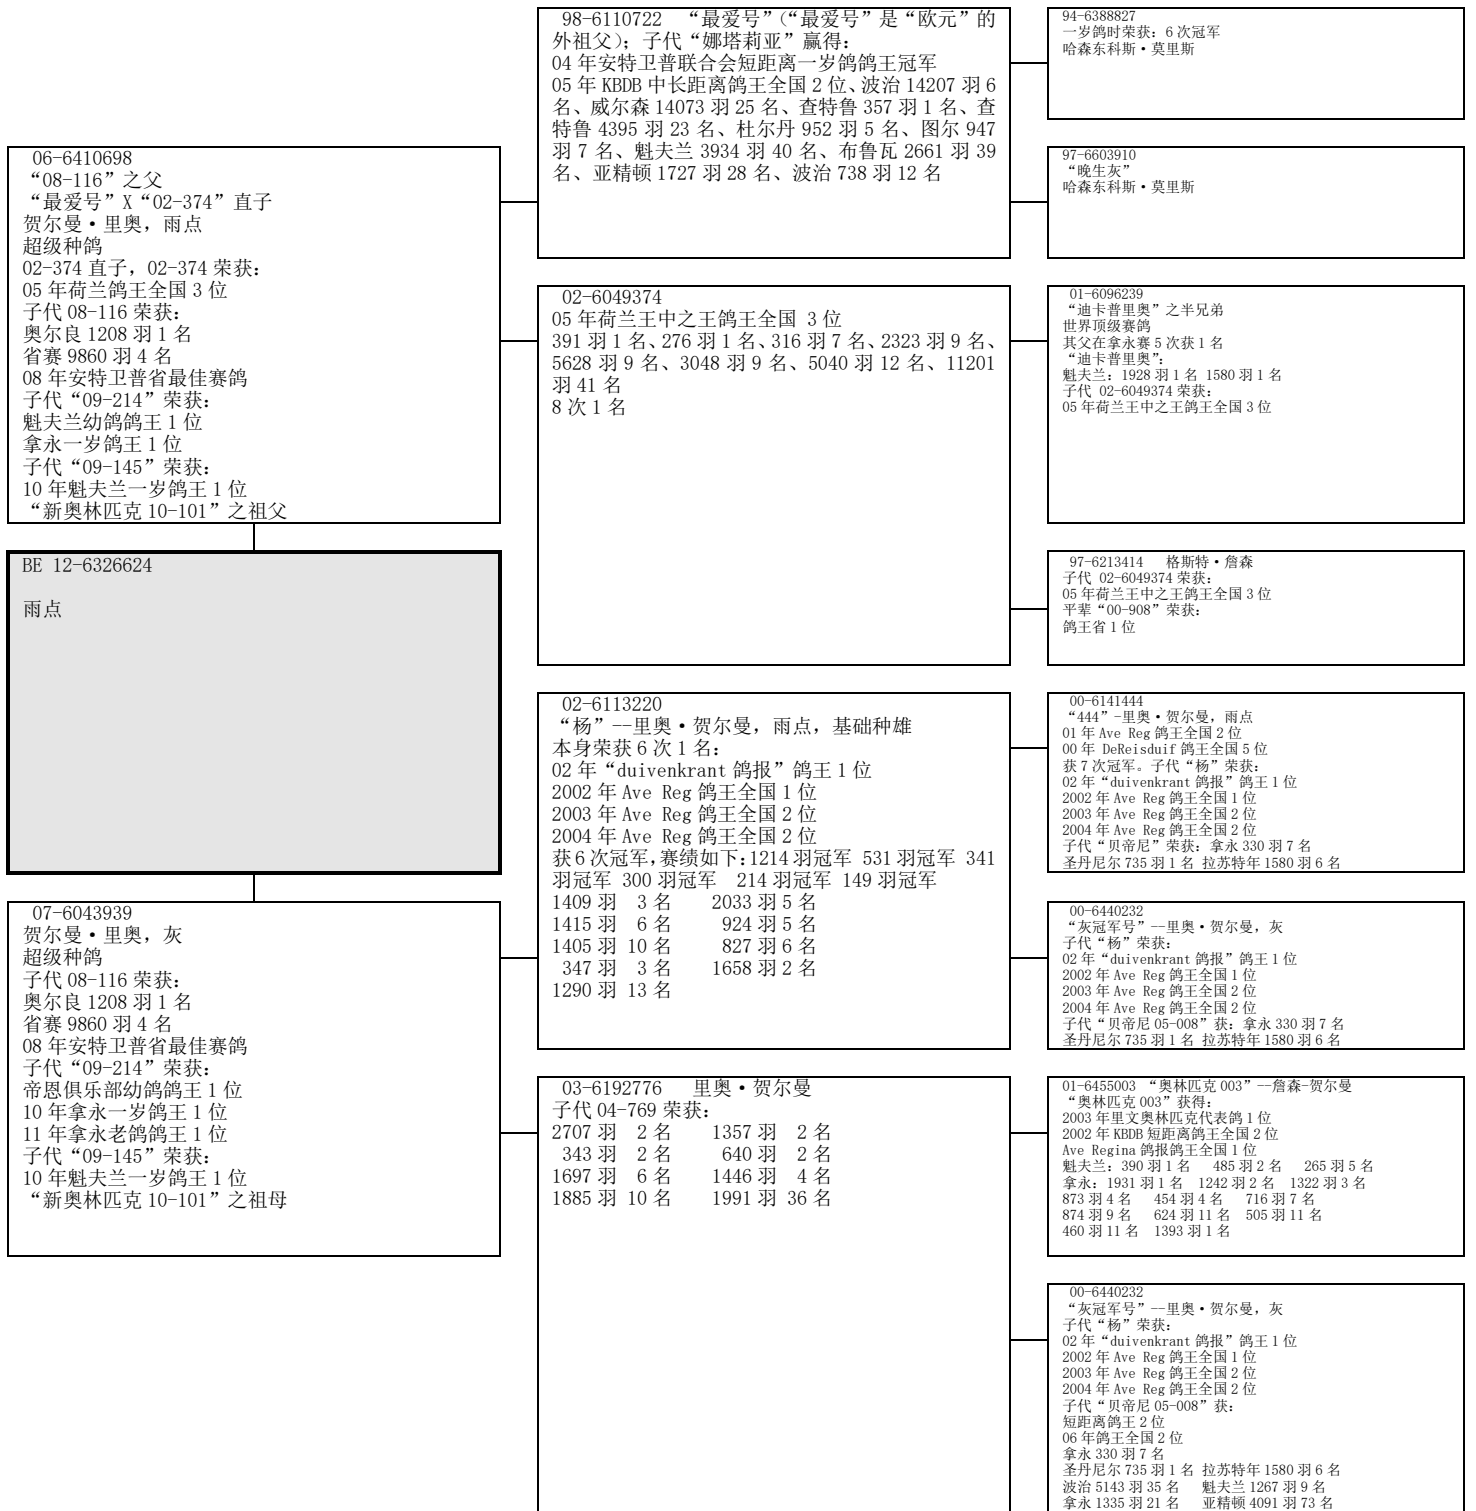 06-6410698
“08-116”之父
“最爱号”X“02-374”直子
贺尔曼·里奥，雨点
超级种鸽
02-374 直子，02-374 荣获：
05 年荷兰鸽王全国 3 位
子代 08-116 荣获：
奥尔良 1208 羽 1 名
省赛 9860 羽 4 名
08 年安特卫普省最佳赛鸽
子代“09-214”荣获：
魁夫兰幼鸽鸽王 1 位
拿永一岁鸽王 1 位
子代“09-145”荣获：
10 年魁夫兰一岁鸽王 1 位
“新奥林匹克 10-101”之祖父
BE 12-6326624
雨点
07-6043939
贺尔曼·里奥，灰
超级种鸽
子代 08-116 荣获：
奥尔良 1208 羽 1 名
省赛 9860 羽 4 名
08 年安特卫普省最佳赛鸽
子代“09-214”荣获：
帝恩俱乐部幼鸽鸽王 1 位
10 年拿永一岁鸽王 1 位
11 年拿永老鸽鸽王 1 位
子代“09-145”荣获：
10 年魁夫兰一岁鸽王 1 位
“新奥林匹克 10-101”之祖母
98-6110722 “最爱号”（“最爱号”是“欧元”的
外祖父）；子代“娜塔莉亚”赢得：
04 年安特卫普联合会短距离一岁鸽鸽王冠军
05 年 KBDB 中长距离鸽王全国 2 位、波治 14207 羽 6
名、威尔森 14073 羽 25 名、查特鲁 357 羽 1 名、查
特鲁 4395 羽 23 名、杜尔丹 952 羽 5 名、图尔 947
羽 7 名、魁夫兰 3934 羽 40 名、布鲁瓦 2661 羽 39
名、亚精顿 1727 羽 28 名、波治 738 羽 12 名
02-6049374
05 年荷兰王中之王鸽王全国 3 位
391 羽 1 名、276 羽 1 名、316 羽 7 名、2323 羽 9 名、
5628 羽 9 名、3048 羽 9 名、5040 羽 12 名、11201
羽 41 名
8 次 1 名
02-6113220
“杨”--里奥·贺尔曼，雨点，基础种雄
本身荣获 6 次 1 名：
02 年“duivenkrant 鸽报”鸽王 1 位
2002 年 Ave Reg 鸽王全国 1 位
2003 年 Ave Reg 鸽王全国 2 位
2004 年 Ave Reg 鸽王全国 2 位
获 6 次冠军,赛绩如下:1214 羽冠军 531 羽冠军 341
羽冠军 300 羽冠军 214 羽冠军 149 羽冠军
1409 羽 3 名 2033 羽 5 名
1415 羽 6 名 924 羽 5 名
1405 羽 10 名 827 羽 6 名
347 羽 3 名 1658 羽 2 名
1290 羽 13 名
03-6192776 里奥·贺尔曼
子代 04-769 荣获：
2707 羽 2 名 1357 羽 2 名
343 羽 2 名 640 羽 2 名
1697 羽 6 名 1446 羽 4 名
1885 羽 10 名 1991 羽 36 名
94-6388827
一岁鸽时荣获：6 次冠军
哈森东科斯·莫里斯
97-6603910
“晚生灰”
哈森东科斯·莫里斯
01-6096239
“迪卡普里奥”之半兄弟
世界顶级赛鸽
其父在拿永赛 5 次获 1 名
“迪卡普里奥”：
魁夫兰：1928 羽 1 名 1580 羽 1 名
子代 02-6049374 荣获：
05 年荷兰王中之王鸽王全国 3 位
97-6213414 格斯特·詹森
子代 02-6049374 荣获：
05 年荷兰王中之王鸽王全国 3 位
平辈“00-908”荣获：
鸽王省 1 位
00-6141444
“444”-里奥·贺尔曼，雨点
01 年 Ave Reg 鸽王全国 2 位
00 年 DeReisduif 鸽王全国 5 位
获 7 次冠军。子代“杨”荣获：
02 年“duivenkrant 鸽报”鸽王 1 位
2002 年 Ave Reg 鸽王全国 1 位
2003 年 Ave Reg 鸽王全国 2 位
2004 年 Ave Reg 鸽王全国 2 位
子代“贝帝尼”荣获：拿永 330 羽 7 名
圣丹尼尔 735 羽 1 名 拉苏特年 1580 羽 6 名
00-6440232
“灰冠军号”--里奥·贺尔曼，灰
子代“杨”荣获：
02 年“duivenkrant 鸽报”鸽王 1 位
2002 年 Ave Reg 鸽王全国 1 位
2003 年 Ave Reg 鸽王全国 2 位
2004 年 Ave Reg 鸽王全国 2 位
子代“贝帝尼 05-008”获：拿永 330 羽 7 名
圣丹尼尔 735 羽 1 名 拉苏特年 1580 羽 6 名
01-6455003 “奥林匹克 003”--詹森-贺尔曼
“奥林匹克 003”获得：
2003 年里文奥林匹克代表鸽 1 位
2002 年 KBDB 短距离鸽王全国 2 位
Ave Regina 鸽报鸽王全国 1 位
魁夫兰：390 羽 1 名 485 羽 2 名 265 羽 5 名
拿永：1931 羽 1 名 1242 羽 2 名 1322 羽 3 名
873 羽 4 名 454 羽 4 名 716 羽 7 名
874 羽 9 名 624 羽 11 名 505 羽 11 名
460 羽 11 名 1393 羽 1 名
00-6440232
“灰冠军号”--里奥·贺尔曼，灰
子代“杨”荣获：
02 年“duivenkrant 鸽报”鸽王 1 位
2002 年 Ave Reg 鸽王全国 1 位
2003 年 Ave Reg 鸽王全国 2 位
2004 年 Ave Reg 鸽王全国 2 位
子代“贝帝尼 05-008”获：
短距离鸽王 2 位
06 年鸽王全国 2 位
拿永 330 羽 7 名
圣丹尼尔 735 羽 1 名 拉苏特年 1580 羽 6 名
波治 5143 羽 35 名 魁夫兰 1267 羽 9 名
拿永 1335 羽 21 名 亚精顿 4091 羽 73 名